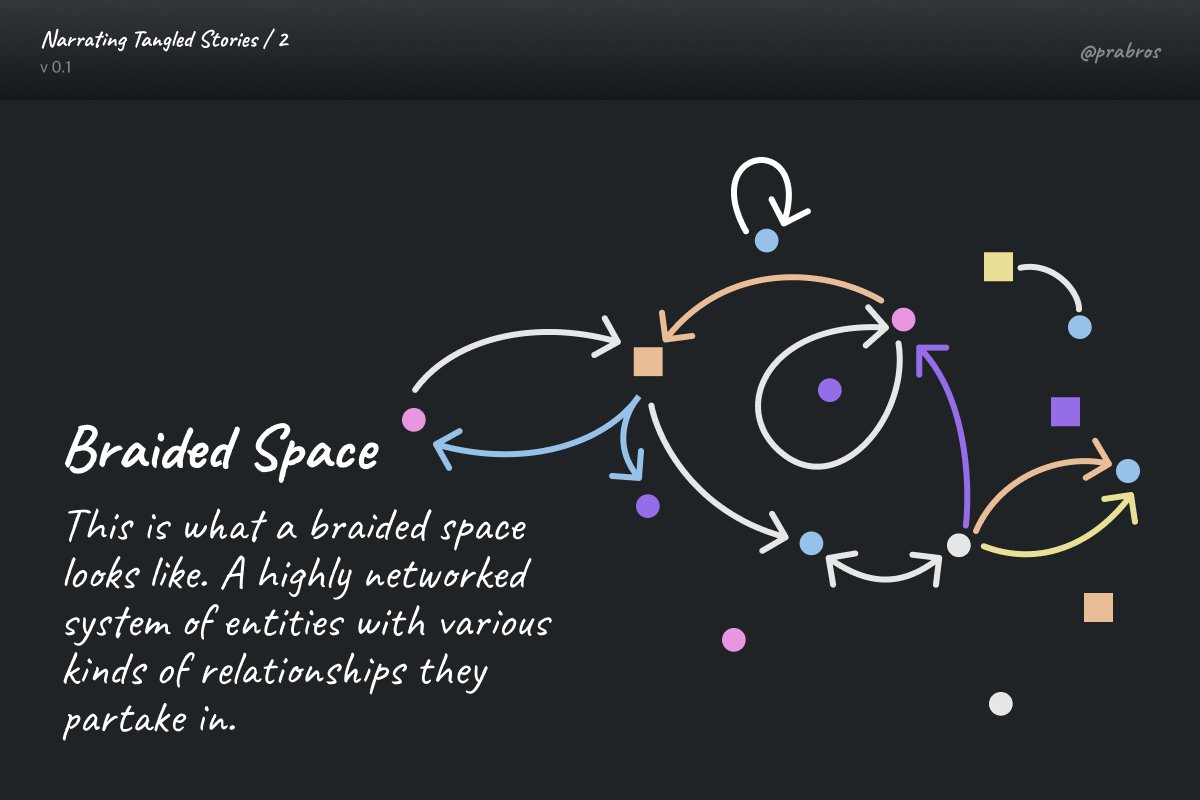 Narrating Tangled Stories / 2
v 0.1
@prabros
Braided Space
This is what a braided space
looks like. A highly networked
system of entities with various
kinds of relationships they
partake in.